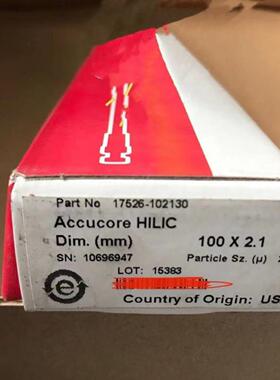 Part No 17526-102130
Accucore HILIC
Dim. (mm) 100 X 2.1
SN: 10696947 Particle Sz. (µ)
LOT: 15383
Country of Origin: US